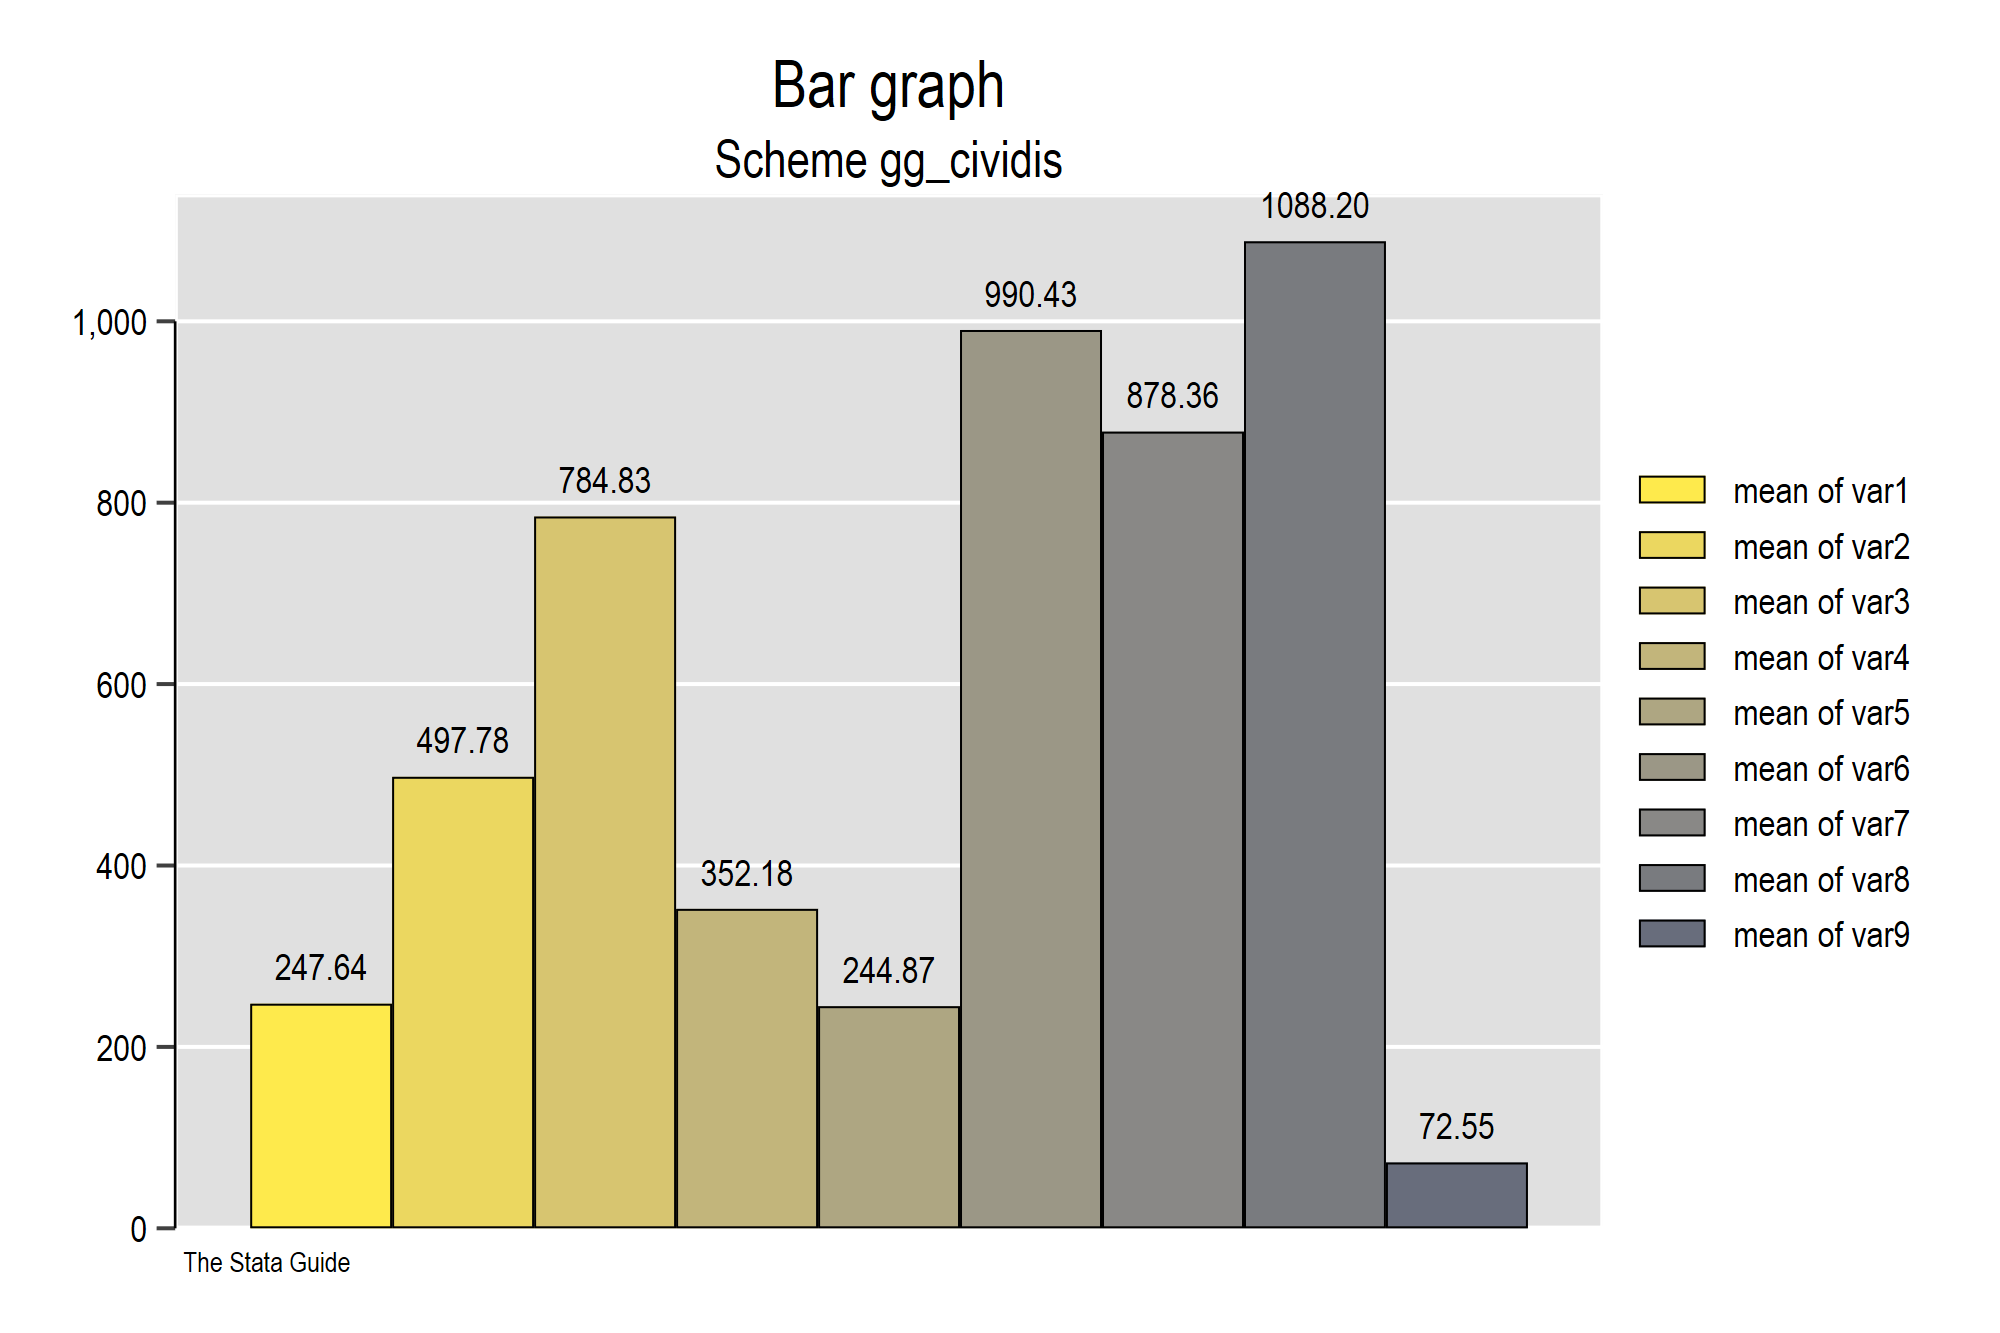 Bar graph
Scheme gg_cividis
1088.20
990.43
1,000
878.36
784.83
800
mean of var1
mean of var2
mean of var3
600
mean of var4
497.78
mean of var5
mean of var6
mean of var7
400
352.18
mean of var8
mean of var9
247.64
244.87
200
72.55
0
The Stata Guide